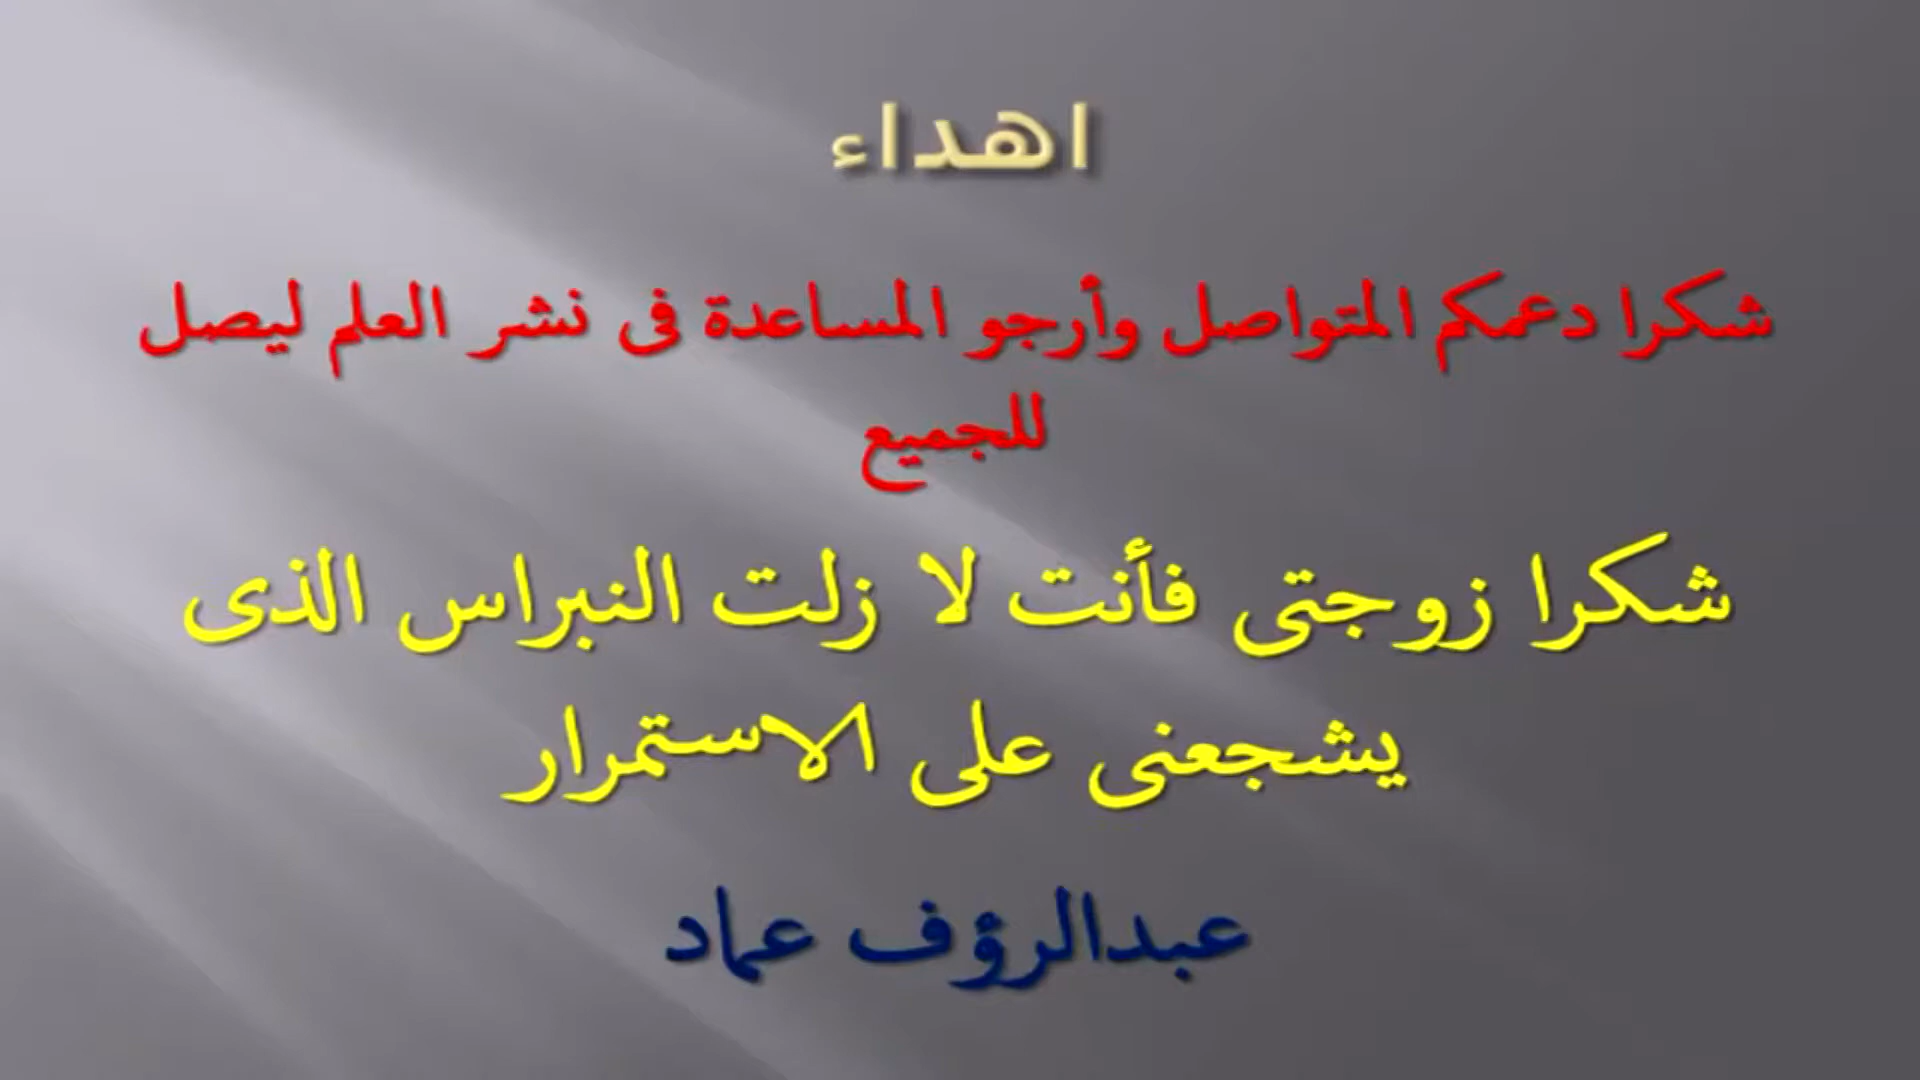 اهداء
شكرا دعمكم المتواصل وأرجو المساعدة فى نشر العلم ليصل
للجميع
شكرا زوجتى فأنت لا زلت النبراس الذى
يشجعنى على الاستمرار
عبدالرؤف عماد